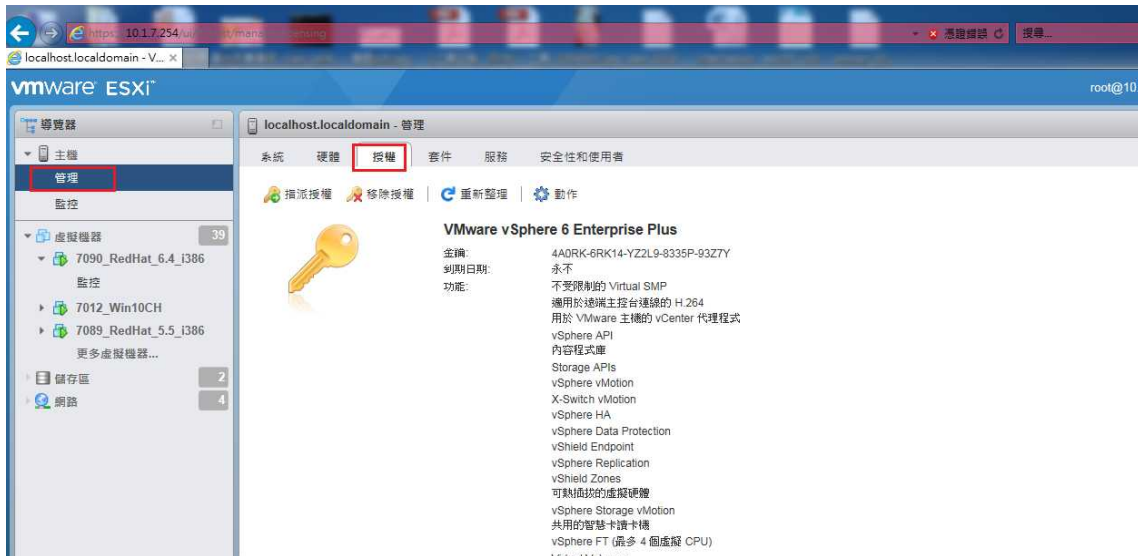 https
10.1.7.254/ui
憑證錯誤
搜尋...
localhost.localdomain - V...
vmware ESXi™
root@10
導覽器
主機
管理
監控
虛擬機器 39
7090_RedHat_6.4_i386
監控
7012_Win10CH
7089_RedHat_5.5_i386
更多虛擬機器...
儲存區 2
網路 4
localhost.localdomain - 管理
系統 硬體 授權 套件 服務 安全性和使用者
指派授權 移除授權 | 重新整理 | 動作
VMware vSphere 6 Enterprise Plus
金鑰: 4A0RK-6RK14-YZ2L9-8335P-93Z7Y
到期日期: 永不
功能: 不受限制的 Virtual SMP
適用於遠端主控台連線的 H.264
用於 VMware 主機的 vCenter 代理程式
vSphere API
內容程式庫
Storage APIs
vSphere vMotion
X-Switch vMotion
vSphere HA
vSphere Data Protection
vShield Endpoint
vSphere Replication
vShield Zones
可熱插拔的虛擬硬體
vSphere Storage vMotion
共用的智慧卡讀卡機
vSphere FT (最多 4 個虛擬 CPU)